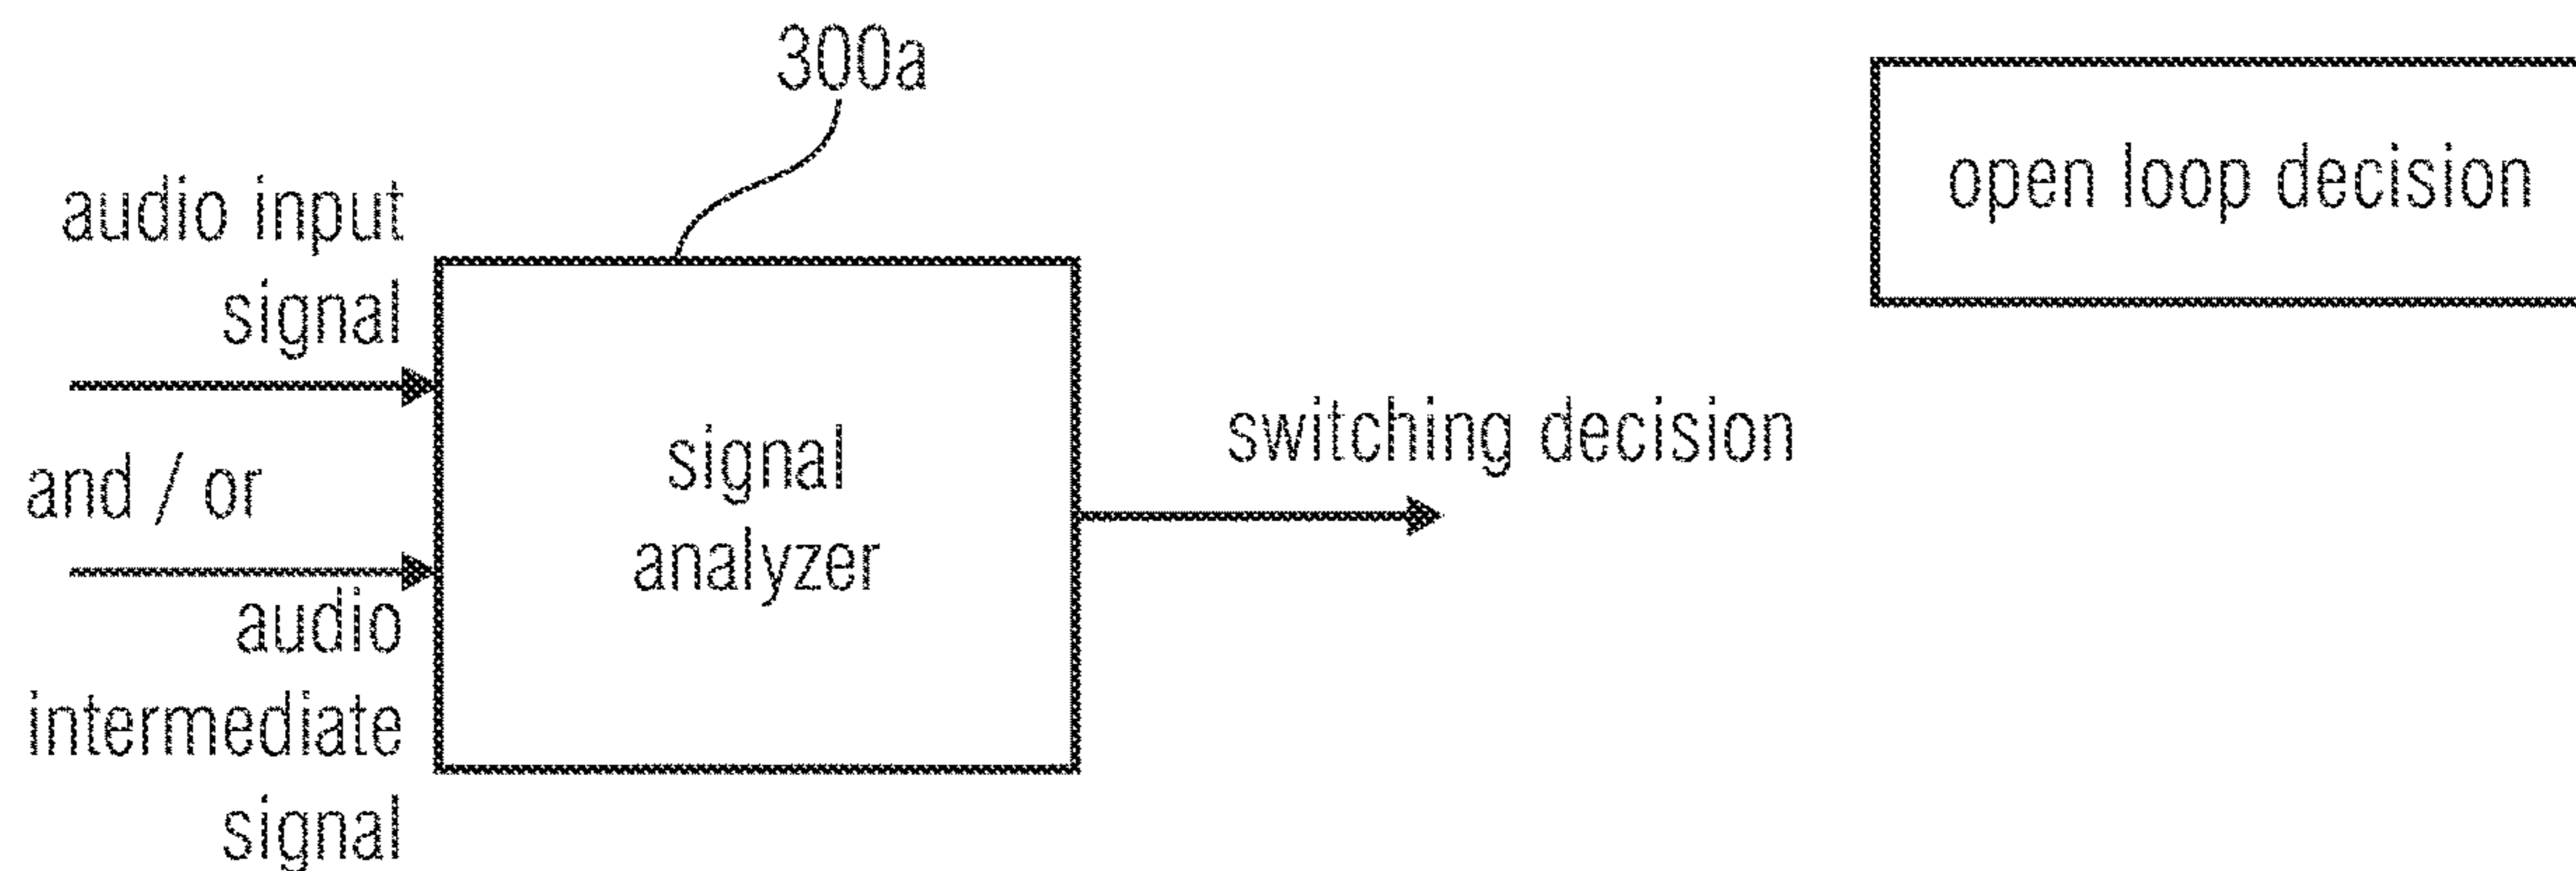 300a
open loop decision
audio input
signal
switching decision
and / or
signal
analyzer
audio
intermediate
signal